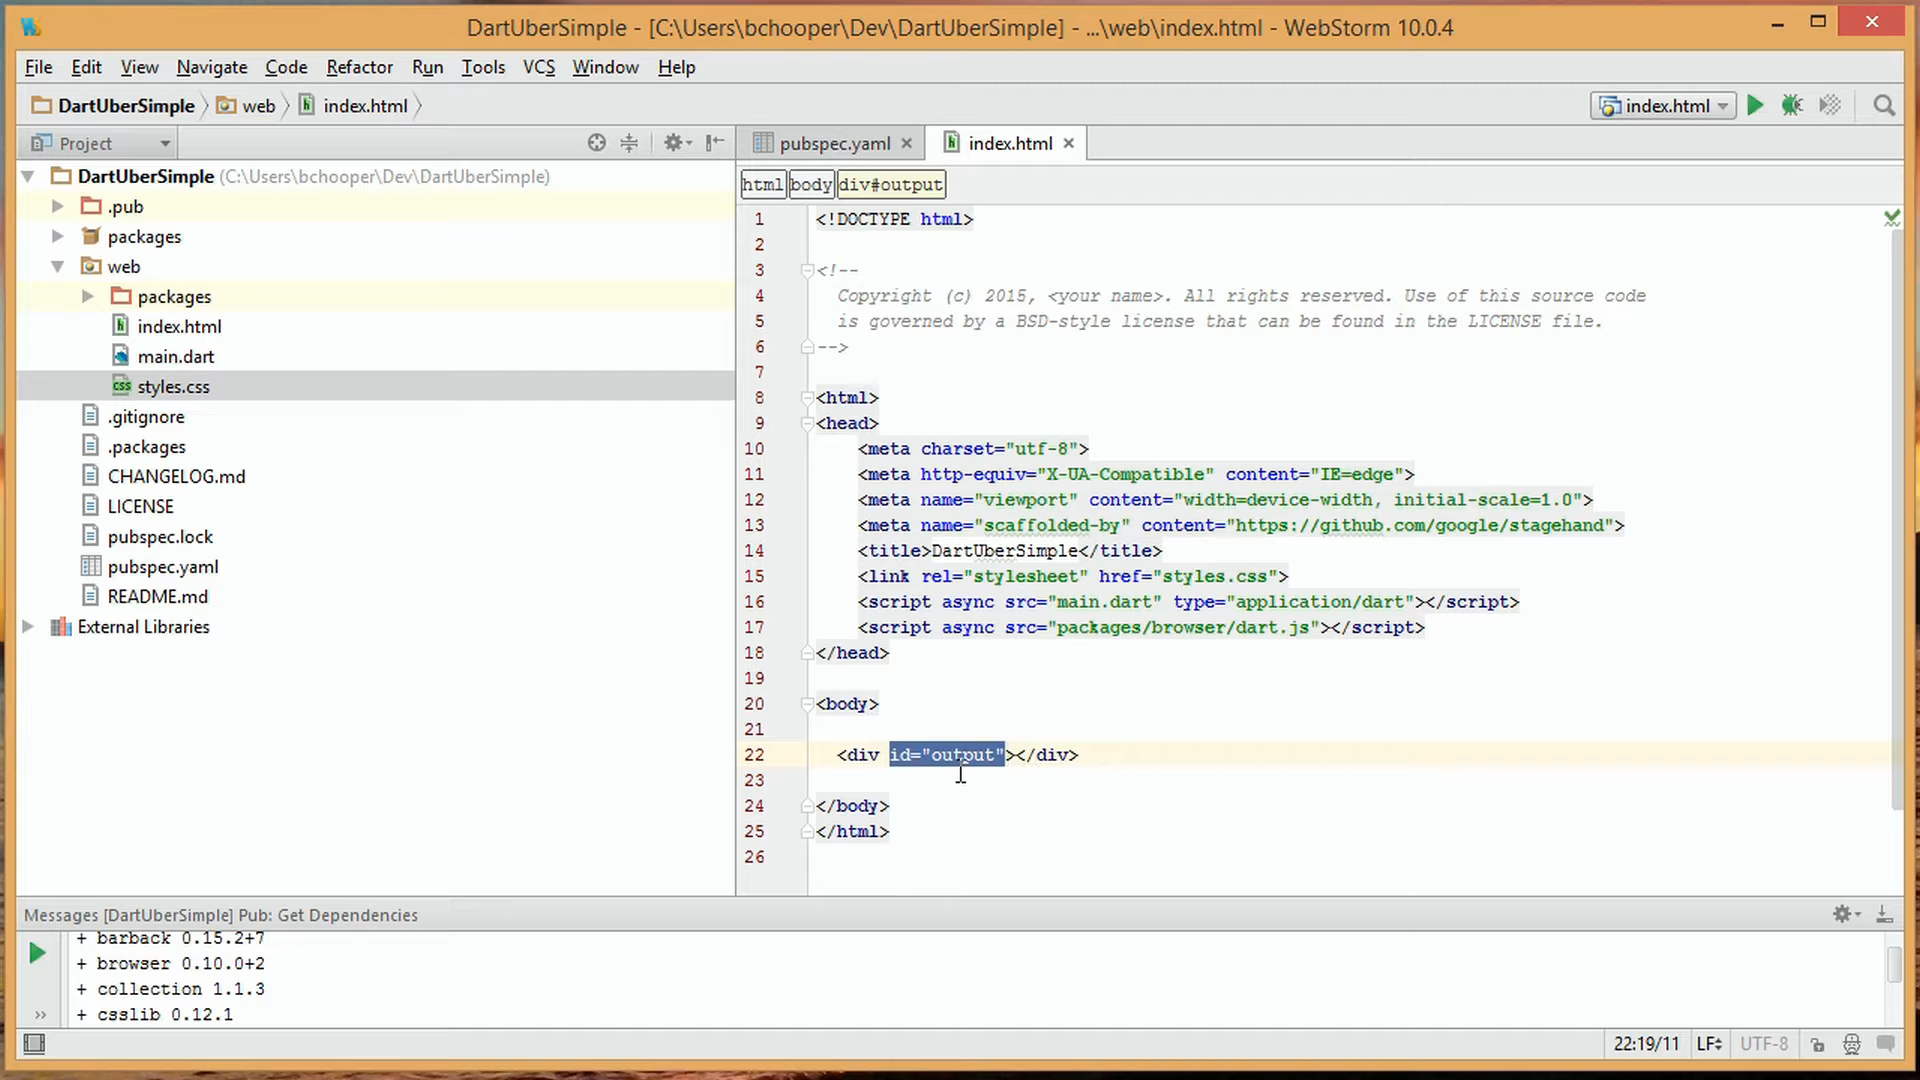 DartUberSimple - [C:\Users\bchooper\Dev\DartUberSimple] - ...\web\index.html - WebStorm 10.0.4
File Edit View Navigate Code Refactor Run Tools VCS Window Help
DartUberSimple web index.html index.html
Project pubspec.yaml index.html
DartUberSimple (C:\Users\bchooper\Dev\DartUberSimple)
.pub
packages
web
packages
index.html
main.dart
styles.css
.gitignore
.packages
CHANGELOG.md
LICENSE
pubspec.lock
pubspec.yaml
README.md
External Libraries
html body div#output
1 <!DOCTYPE html>
2
3 <!--
4 Copyright (c) 2015, <your name>. All rights reserved. Use of this source code
5 is governed by a BSD-style license that can be found in the LICENSE file.
6 -->
7
8 <html>
9 <head>
10 <meta charset="utf-8">
11 <meta http-equiv="X-UA-Compatible" content="IE=edge">
12 <meta name="viewport" content="width=device-width, initial-scale=1.0">
13 <meta name="scaffolded-by" content="https://github.com/google/stagehand">
14 <title>DartUberSimple</title>
15 <link rel="stylesheet" href="styles.css">
16 <script async src="main.dart" type="application/dart"></script>
17 <script async src="packages/browser/dart.js"></script>
18 </head>
19
20 <body>
21
22 <div id="output"></div>
23
24 </body>
25 </html>
26
Messages [DartUberSimple] Pub: Get Dependencies
+ barback 0.15.2+7
+ browser 0.10.0+2
+ collection 1.1.3
+ csslib 0.12.1
22:19/11 LF UTF-8